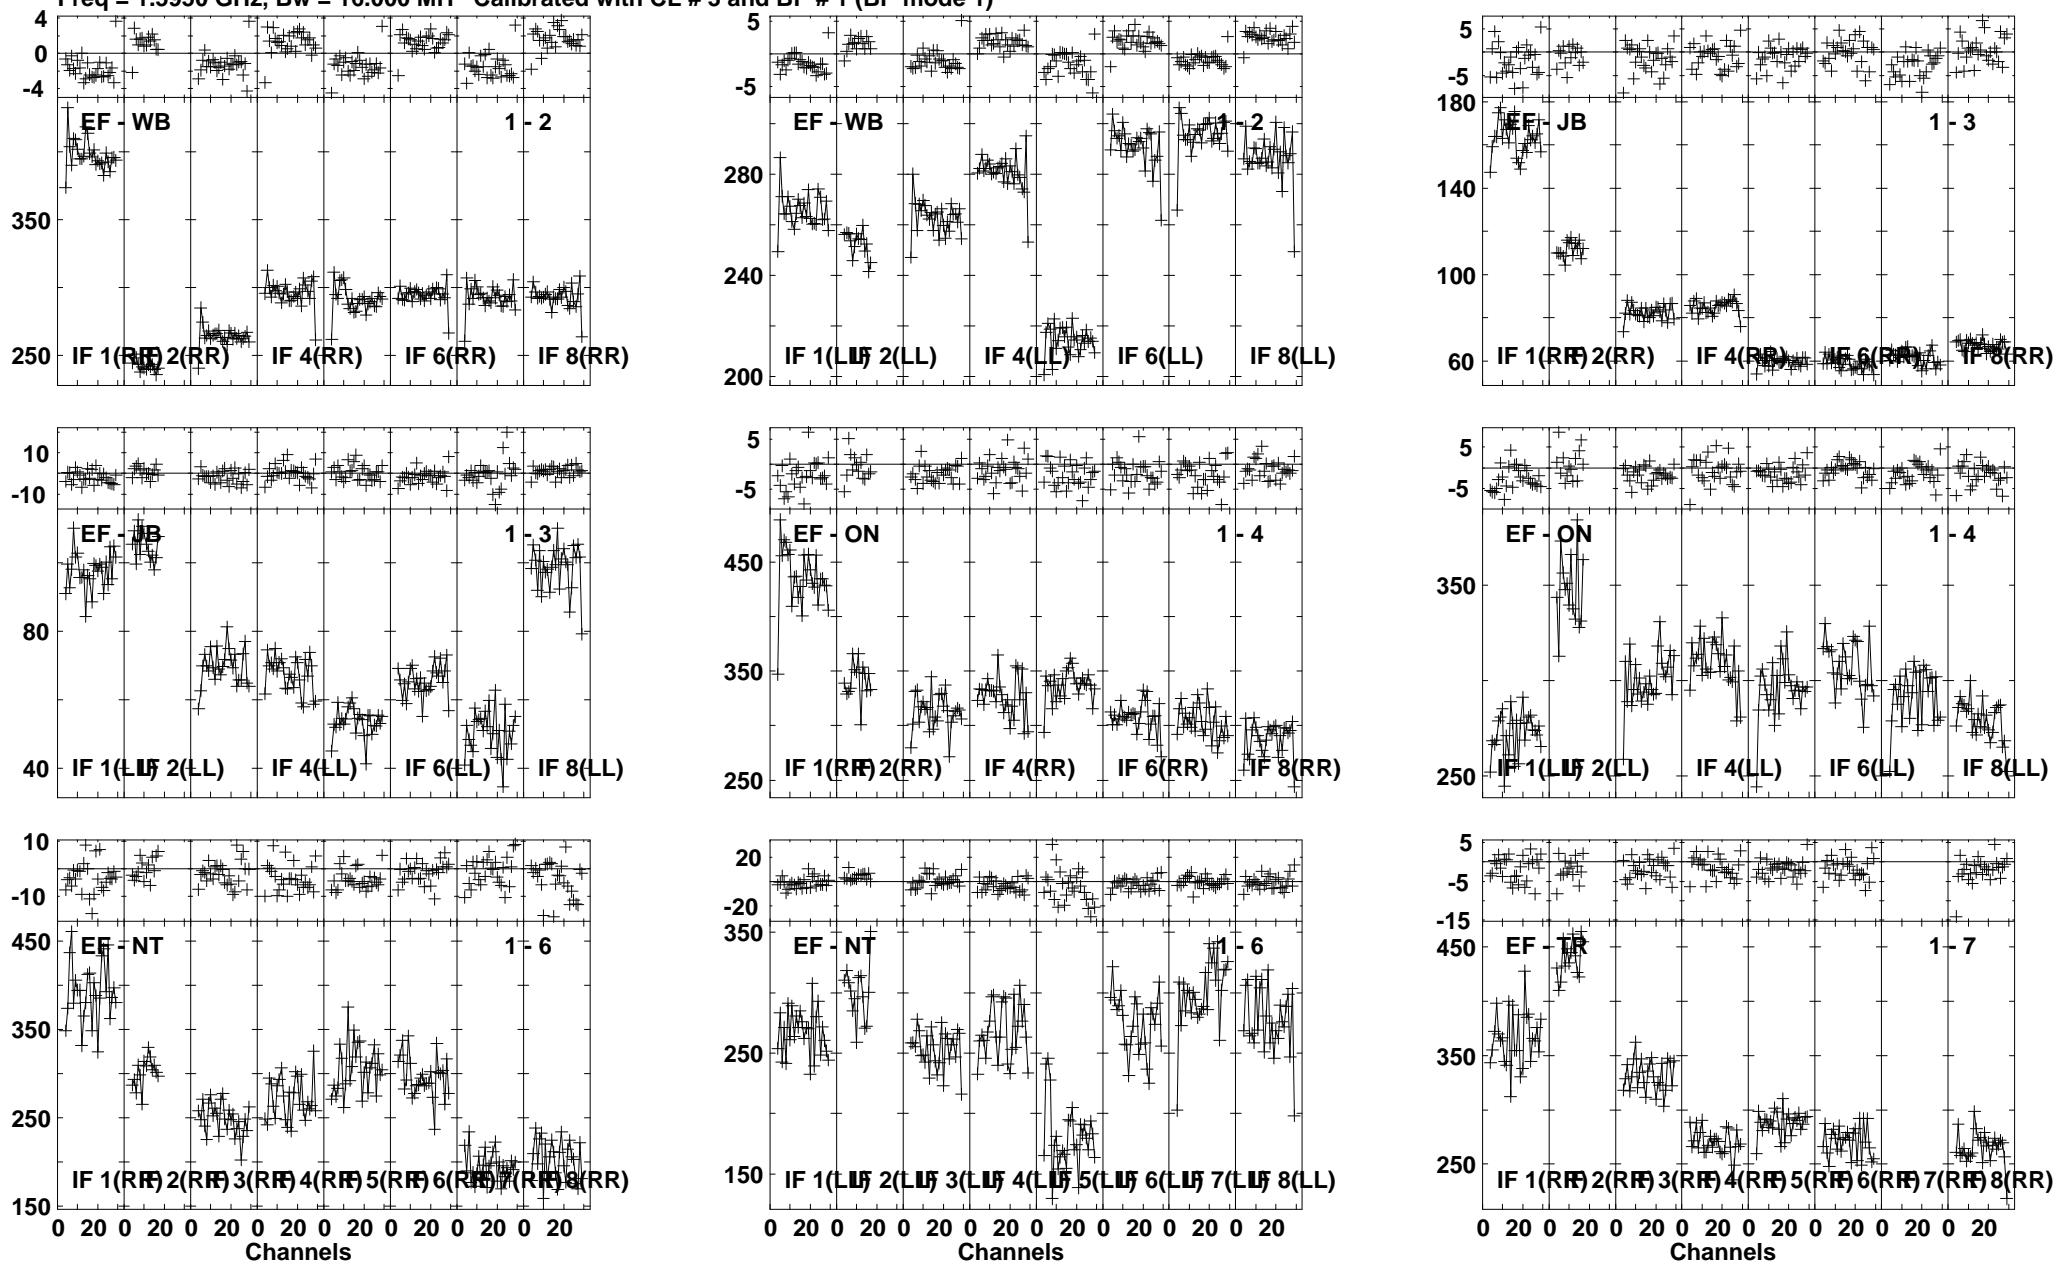 Freq = 1.5950 GHz, Bw = 16.000 MH Calibrated with CL # 3 and BP # 1 (BP mode 1)
4 5 5
0
-4 -5 -5
180
EF - WB 1 - 2 EF - WB 1 - 2 EF - JB 1 - 3
280 140
350
240 100
250 IF 1(RR) IF 2(RR) IF 4(RR) IF 6(RR) IF 8(RR) IF 1(LL) IF 2(LL) IF 4(LL) IF 6(LL) IF 8(LL) 60 IF 1(RR) IF 2(RR) IF 4(RR) IF 6(RR) IF 8(RR)
200
10 5 5
-10 -5 -5
EF - JB 1 - 3 EF - ON 1 - 4 EF - ON 1 - 4
450
350
80
350
40 IF 1(LL) IF 2(LL) IF 4(LL) IF 6(LL) IF 8(LL) 250 IF 1(RR) IF 2(RR) IF 4(RR) IF 6(RR) IF 8(RR) 250 IF 1(LL) IF 2(LL) IF 4(LL) IF 6(LL) IF 8(LL)
10 20 5
-10 -20 -5
-15
450 EF - NT 1 - 6 350 EF - NT 1 - 6 450 EF - TR 1 - 7
350 250 350
250 250
150 IF 1(RR) IF 2(RR) IF 3(RR) IF 4(RR) IF 5(RR) IF 6(RR) IF 7(RR) IF 8(RR) 150 IF 1(LL) IF 2(LL) IF 3(LL) IF 4(LL) IF 5(LL) IF 6(LL) IF 7(LL) IF 8(LL) IF 1(RR) IF 2(RR) IF 3(RR) IF 4(RR) IF 5(RR) IF 6(RR) IF 7(RR) IF 8(RR)
0 20 0 20 0 20 0 20 0 20 0 20 0 20 0 20 0 20 0 20 0 20 0 20 0 20 0 20 0 20 0 20 0 20 0 20 0 20 0 20 0 20 0 20 0 20 0 20
Channels Channels Channels